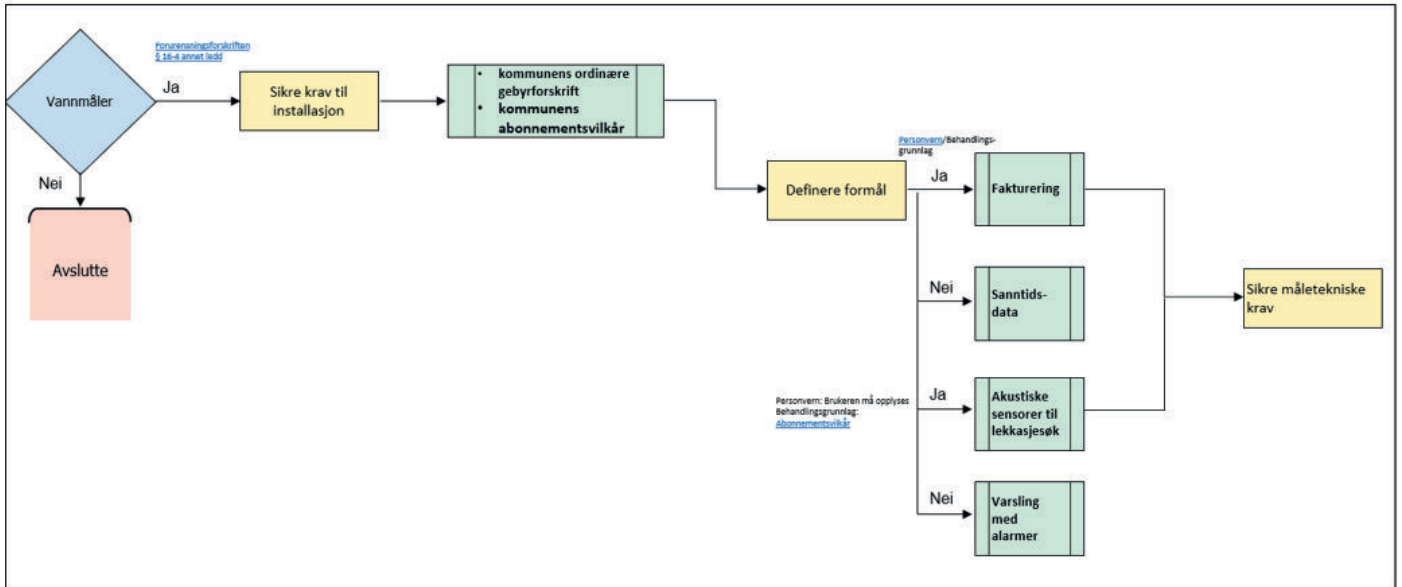 Forurensningsforskriften
§ 16-4 annet ledd
Vannmåler
Ja
Sikre krav til
installasjon
• kommunens ordinære
gebyrforskrift
• kommunens
abonnementsvilkår
Nei
Avslutte
Personvern/Behandlings-
grunnlag
Definere formål
Ja
Fakturering
Nei
Sanntids-
data
Sikre måletekniske
krav
Personvern: Brukeren må opplyses
Behandlingsgrunnlag:
Abonnementsvilkår
Ja
Akustiske
sensorer til
lekkasjesøk
Nei
Varsling
med
alarmer